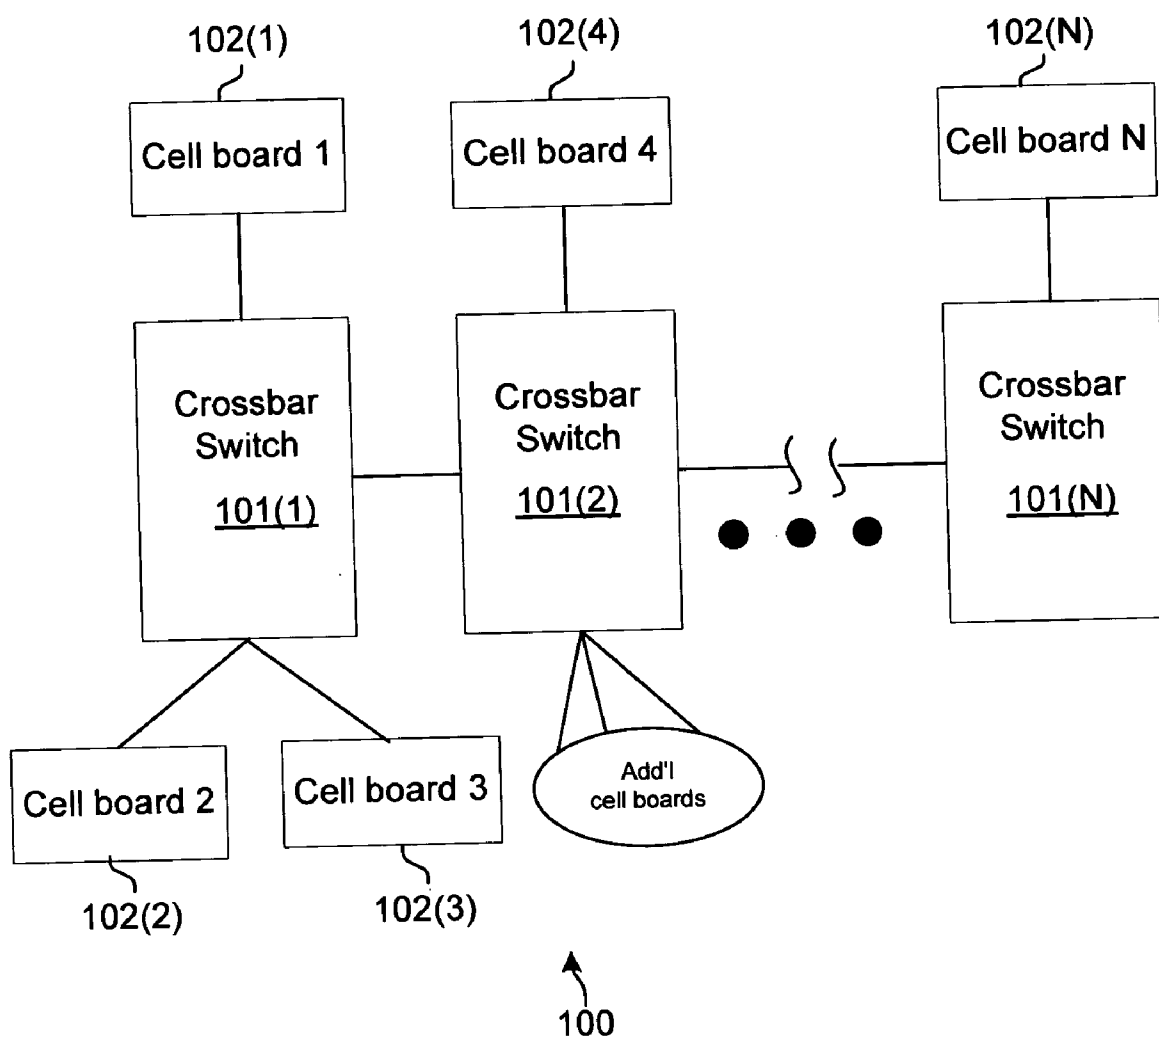 102(1)
102(4)
102(N)
Cell board 1
Cell board 4
Cell board N
Crossbar
Switch
101(1)
Crossbar
Switch
101(2)
Crossbar
Switch
101(N)
Cell board 2
Cell board 3
Add'l
cell boards
102(2)
102(3)
100